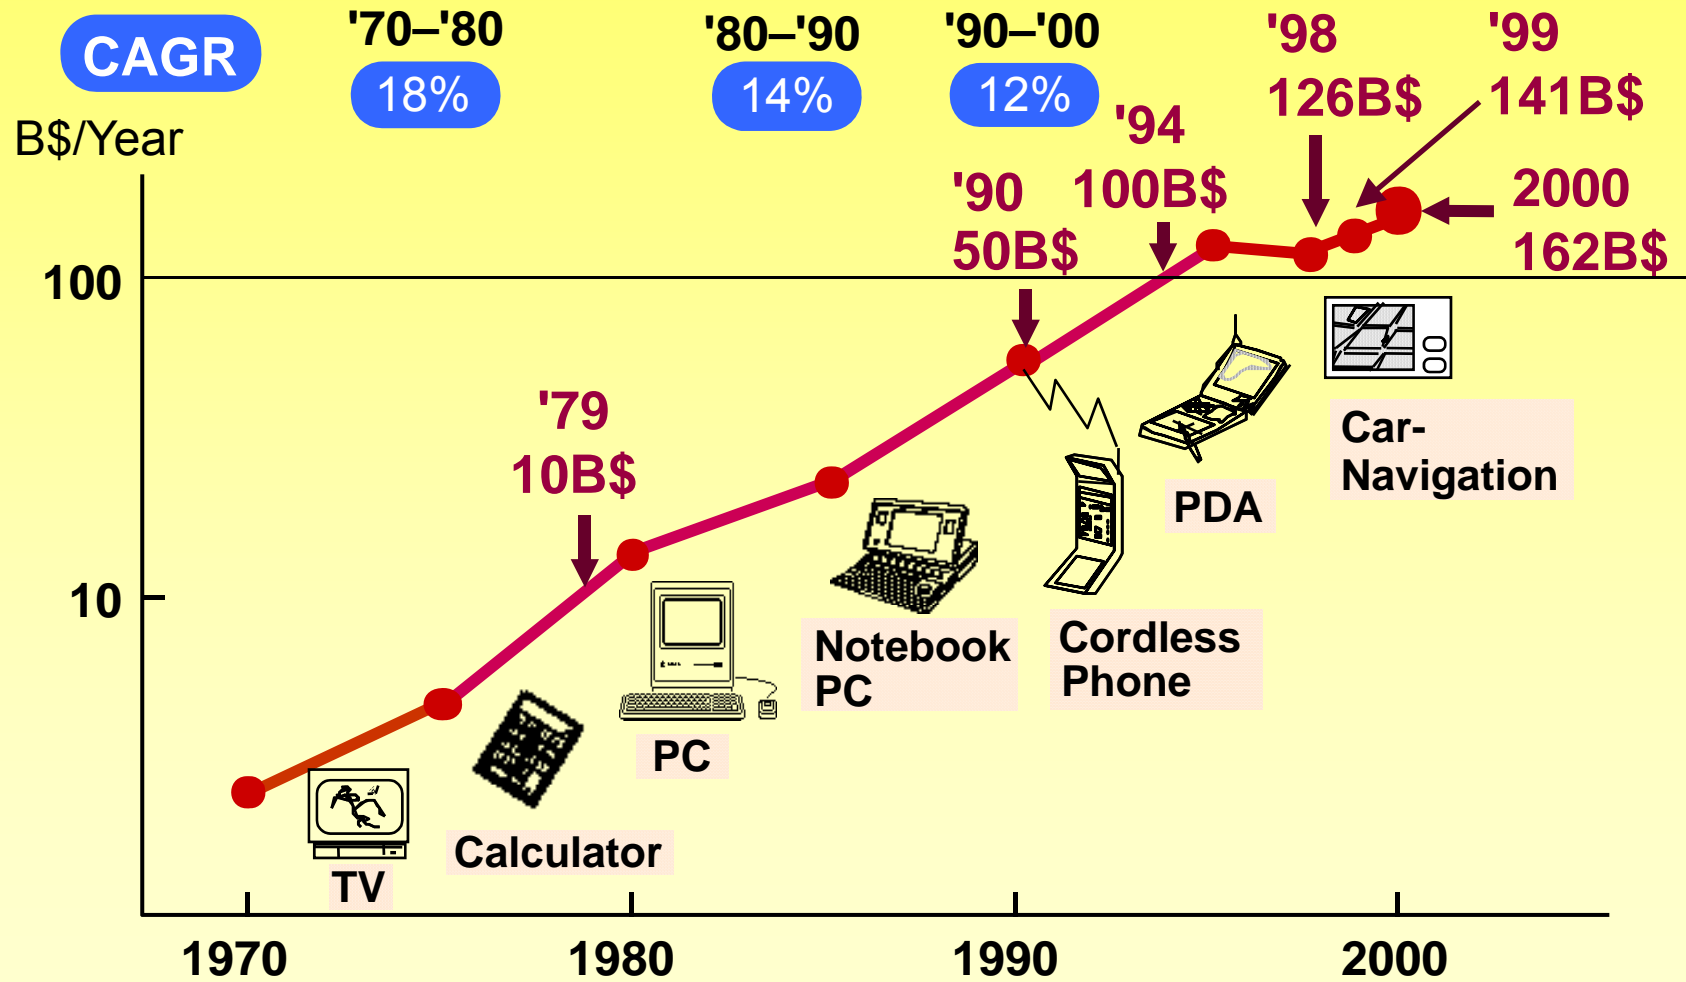 CAGR
'70–'80
18%
'80–'90
14%
'90–'00
12%
B$/Year
'79
10B$
'90
50B$
'94
100B$
'98
126B$
'99
141B$
2000
162B$
100
10
TV
Calculator
PC
Notebook
PC
Cordless
Phone
PDA
Car-
Navigation
1970
1980
1990
2000